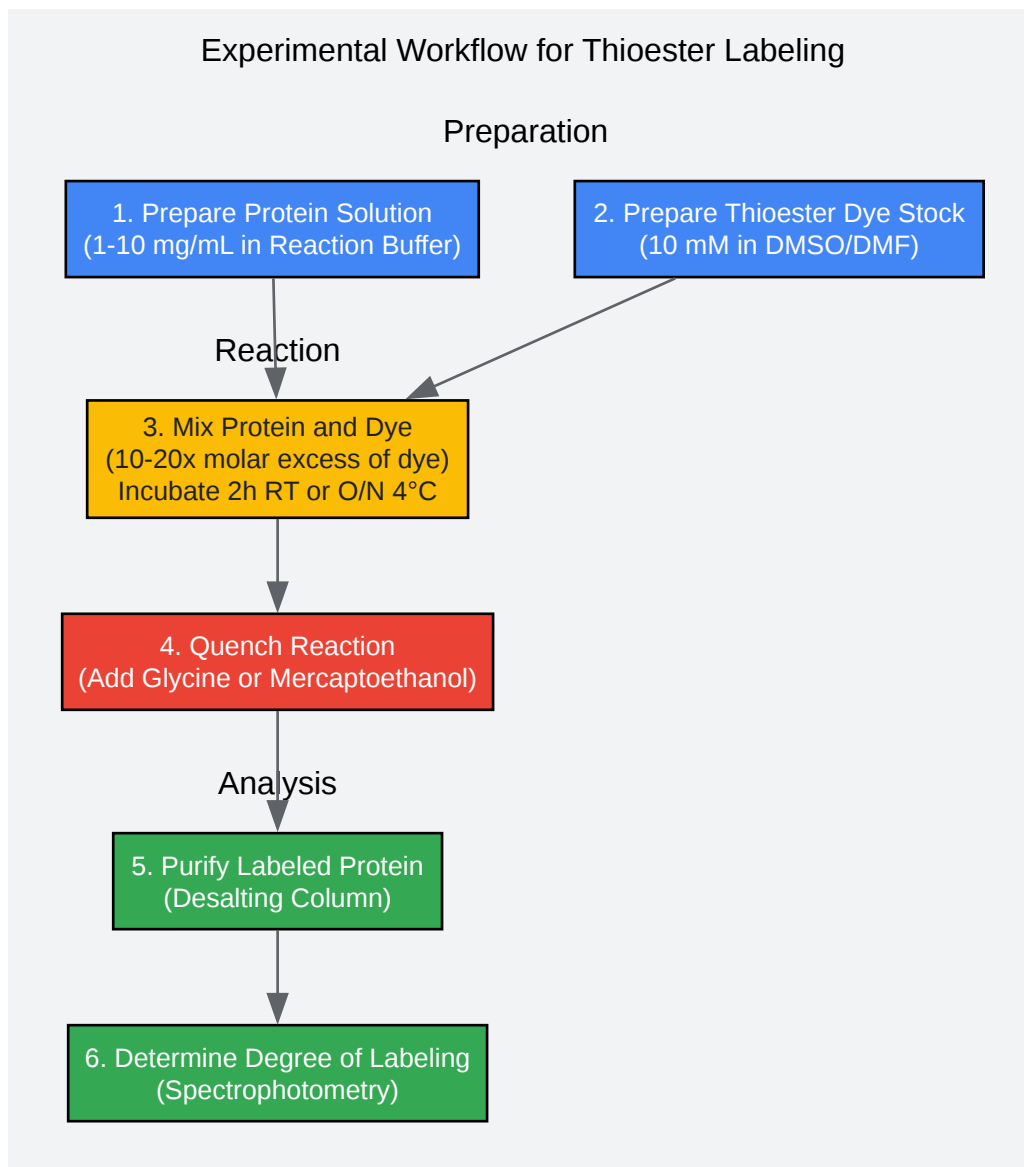 Experimental Workflow for Thioester Labeling
Preparation
1. Prepare Protein Solution
(1-10 mg/mL in Reaction Buffer)
2. Prepare Thioester Dye Stock
(10 mM in DMSO/DMF)
Reaction
3. Mix Protein and Dye
(10-20x molar excess of dye)
Incubate 2h RT or O/N 4°C
4. Quench Reaction
(Add Glycine or Mercaptoethanol)
Analysis
5. Purify Labeled Protein
(Desalting Column)
6. Determine Degree of Labeling
(Spectrophotometry)